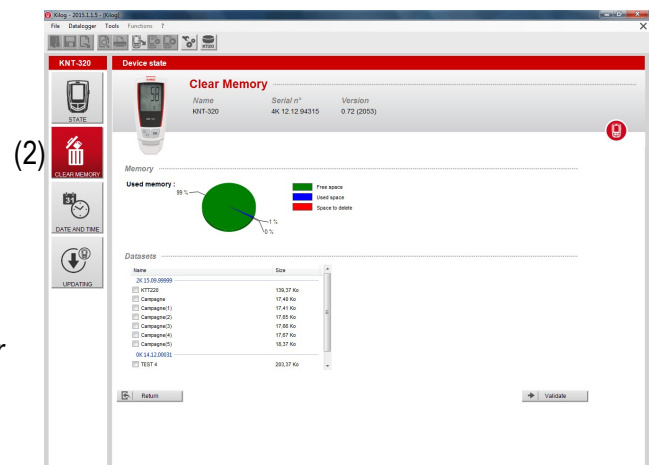 Kilog - 2015.1.1.5 - [Kilog]
File Datalogger Tools Functions ?
KT600
KNT-320
Device state
Clear Memory
Name Serial n° Version
KNT-320 4K 12.12.94315 0.72 (2053)
STATE
(2)
CLEAR MEMORY
DATE AND TIME
UPDATING
r
Memory
Used memory :
99 %
1 %
0 %
Free space
Used space
Space to delete
Datasets
Name Size
2K 15.09.99999
KTT220 139,37 Ko
Campagne 17,40 Ko
Campagne(1) 17,41 Ko
Campagne(2) 17,65 Ko
Campagne(3) 17,66 Ko
Campagne(4) 17,67 Ko
Campagne(5) 18,37 Ko
0K 14.12.00031
TEST 4 203,37 Ko
Return
Validate